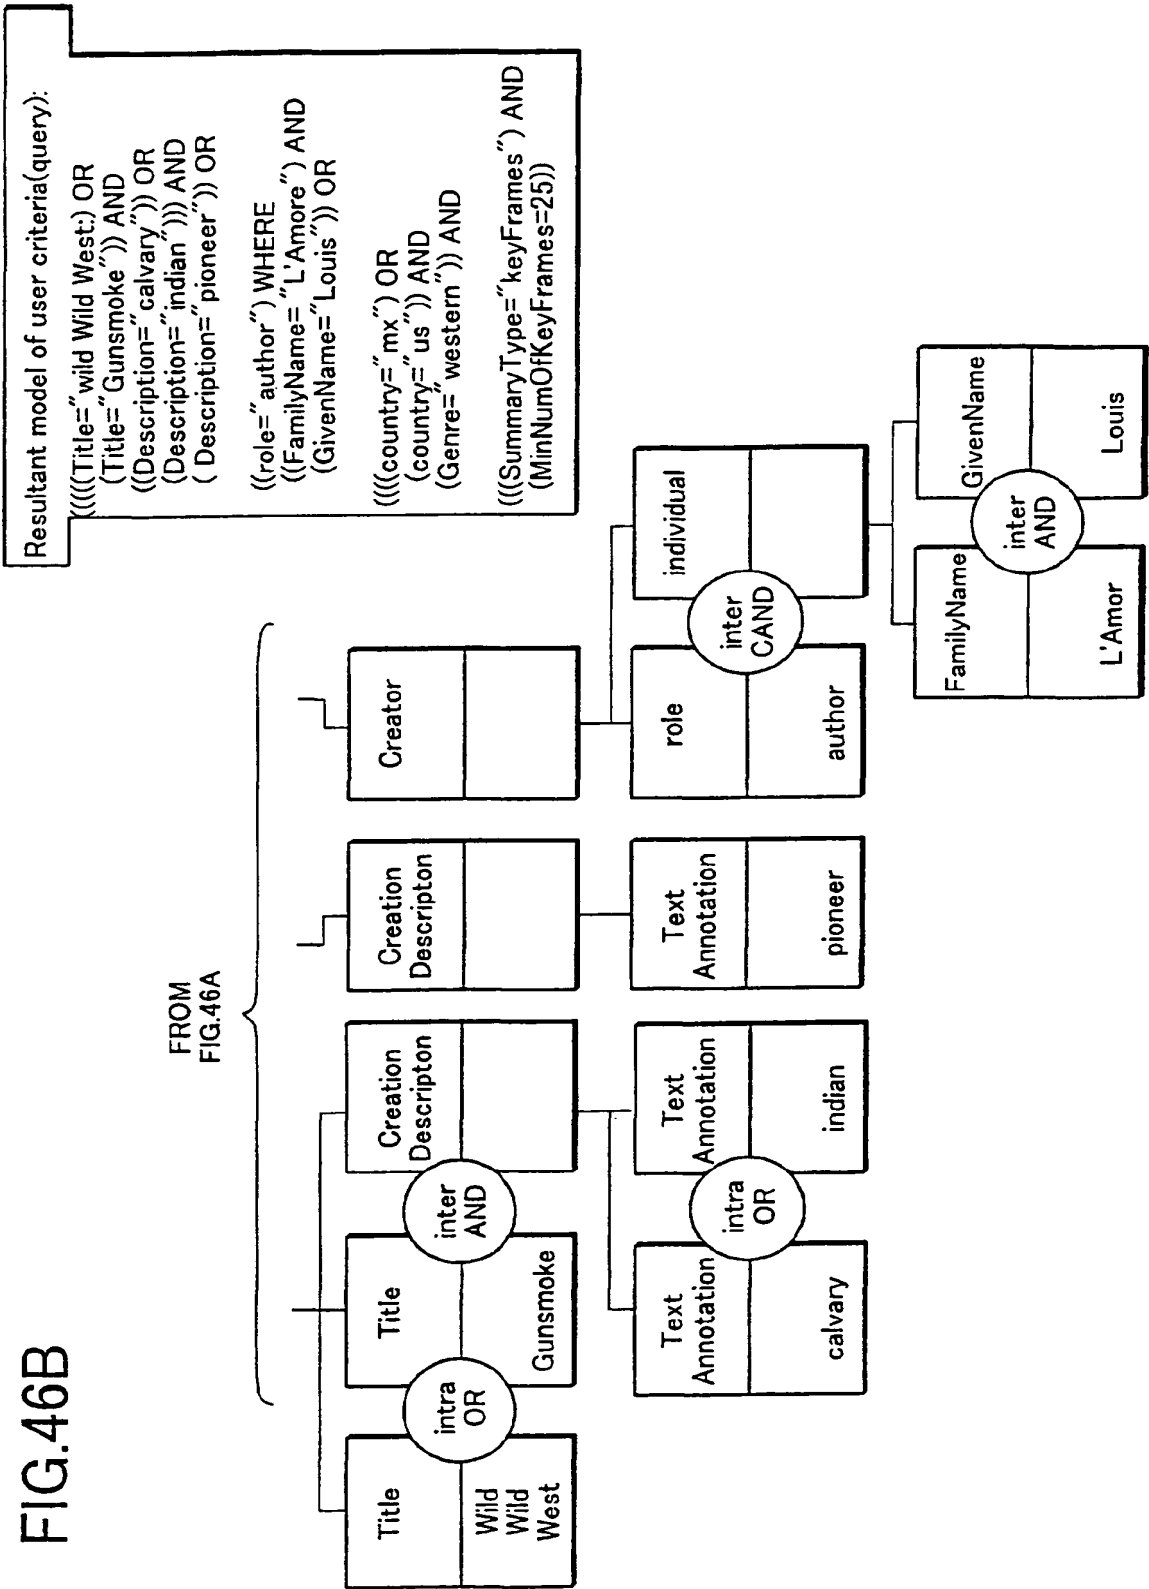 FIG.46B
FROM
FIG.46A
Resultant model of user criteria(query):
(((((Title="wild Wild West:) OR
(Title="Gunsmoke")) AND
((Description="calvary")) OR
(Description="indian"))) AND
( Description="pioneer")) OR
((role="author") WHERE
((FamilyName="L'Amore") AND
(GivenName="Louis")) OR
((((country="mx") OR
(country="us")) AND
(Genre="western")) AND
(((SummaryType="keyFrames") AND
(MinNumOfKeyFrames=25))
Title
Wild
Wild
West
intra
OR
Title
Gunsmoke
inter
AND
Creation
Descripton
Creation
Descripton
Creator
Text
Annotation
calvary
intra
OR
Text
Annotation
indian
Text
Annotation
pioneer
role
author
inter
CAND
individual
FamilyName
L'Amor
inter
AND
GivenName
Louis